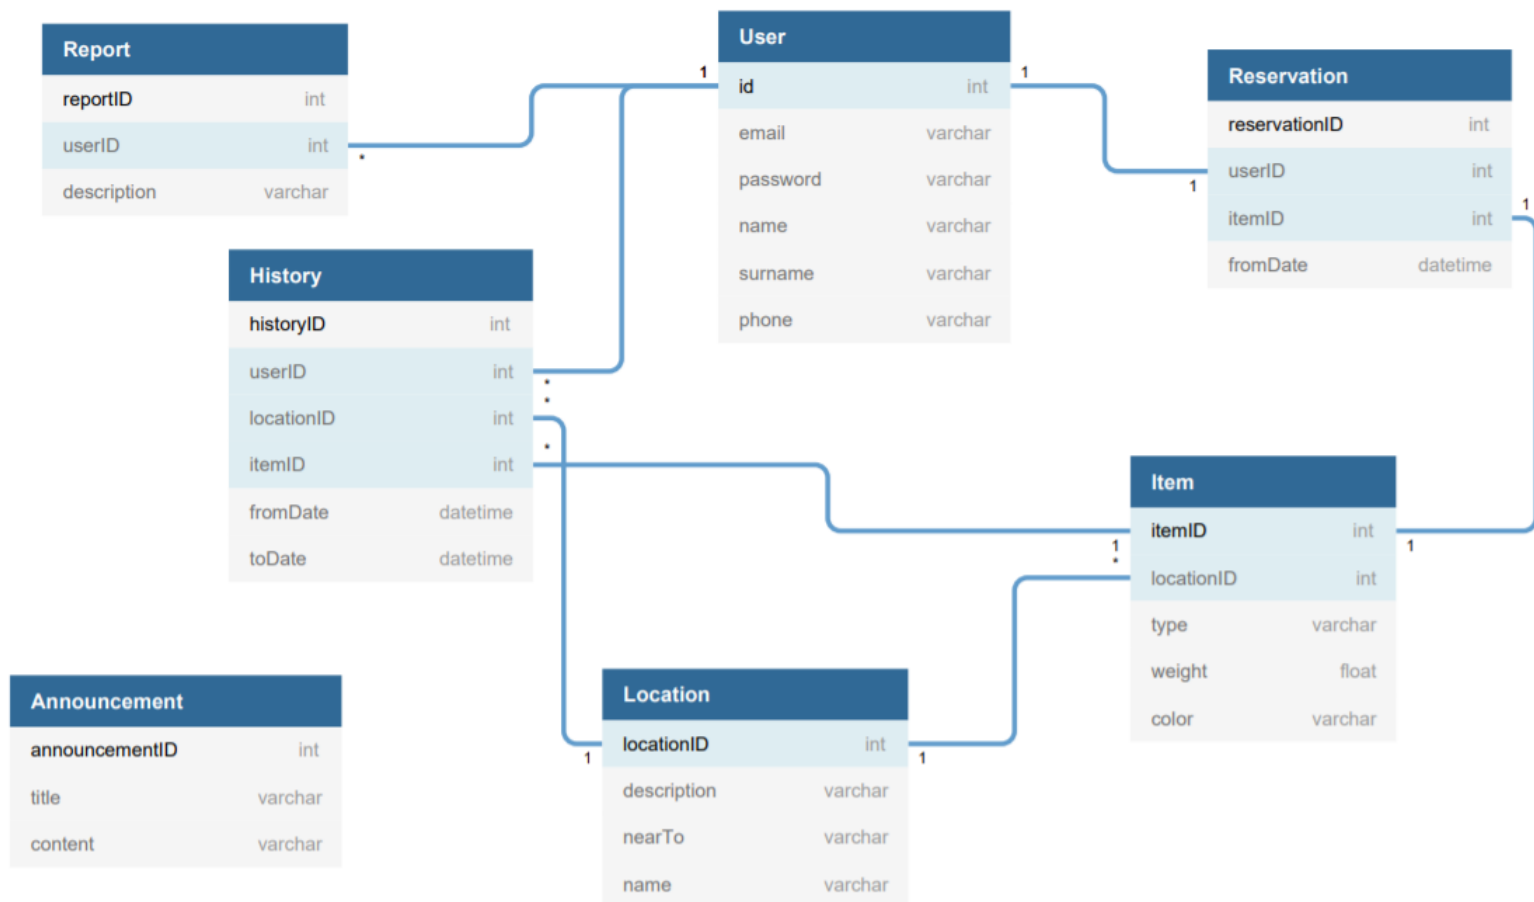 Report
reportID int
userID int
description varchar
*
User
1 id int 1
email varchar
password varchar
name varchar
surname varchar
phone varchar
Reservation
reservationID int
1 userID int
itemID int 1
fromDate datetime
History
historyID int
userID int
*
*
locationID int
*
itemID int
fromDate datetime
toDate datetime
Item
itemID int
1 1
*
locationID int
type varchar
weight float
color varchar
Announcement
announcementID int
title varchar
content varchar
Location
locationID int
1 1
description varchar
nearTo varchar
name varchar